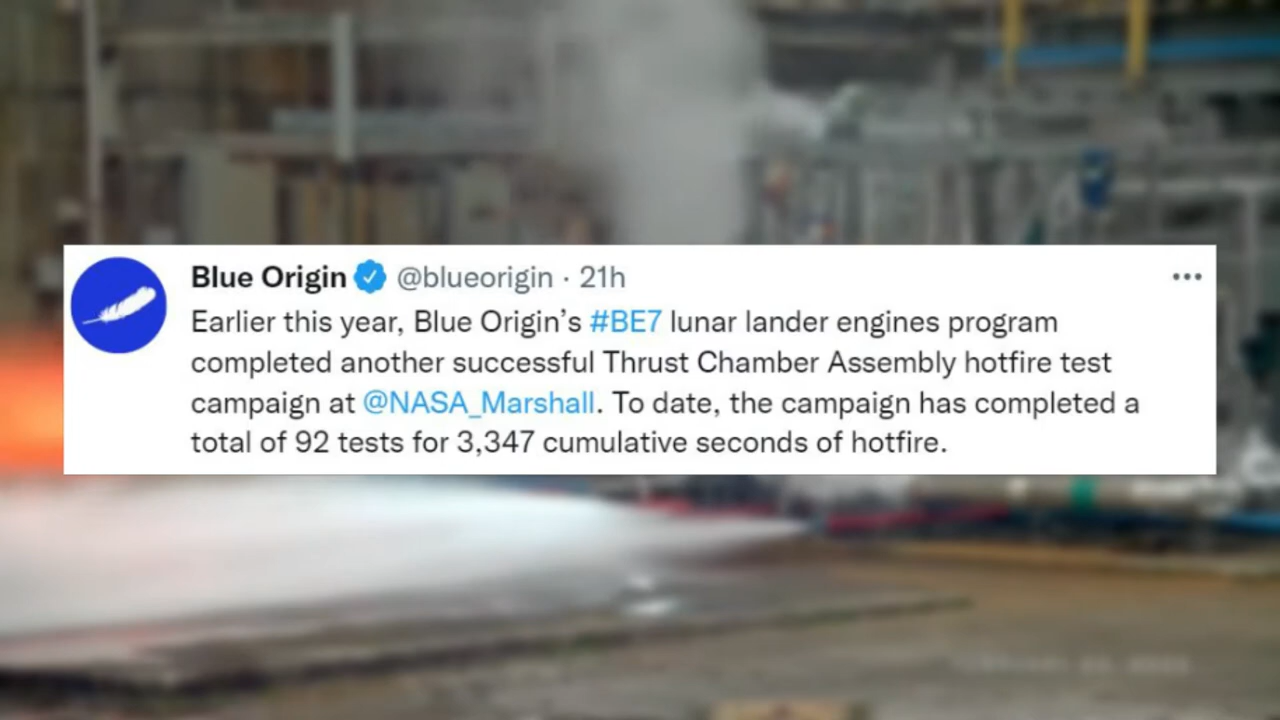 Blue Origin @blueorigin · 21h
Earlier this year, Blue Origin’s #BE7 lunar lander engines program
completed another successful Thrust Chamber Assembly hotfire test
campaign at @NASA_Marshall. To date, the campaign has completed a
total of 92 tests for 3,347 cumulative seconds of hotfire.